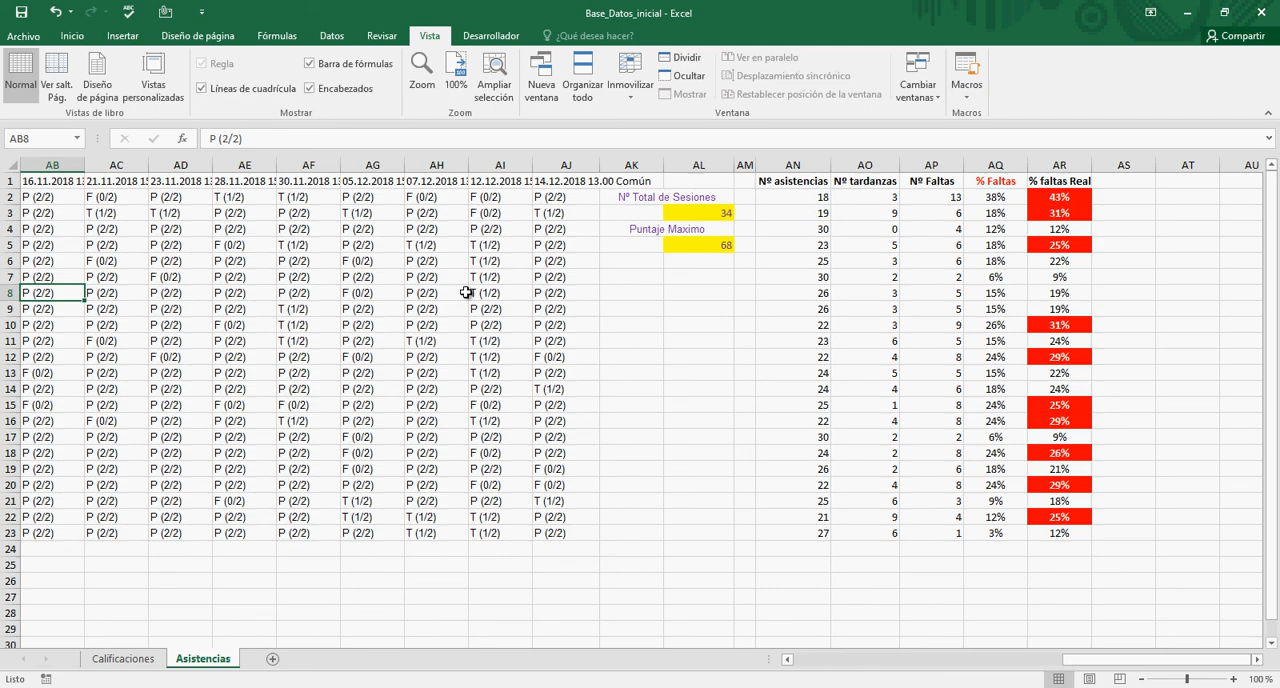 Base_Datos_inicial - Excel
Archivo Inicio Insertar Diseño de página Fórmulas Datos Revisar Vista Desarrollador ¿Qué desea hacer? Compartir
Normal Ver salt. Pág. Diseño de página Vistas personalizadas
Vistas de libro
Regla Barra de fórmulas
Líneas de cuadrícula Encabezados
Mostrar
Zoom 100% Ampliar selección
Zoom
Nueva ventana Organizar todo Inmovilizar
Dividir Ver en paralelo
Ocultar Desplazamiento sincrónico
Mostrar Restablecer posición de la ventana
Cambiar ventanas
Ventana
Macros
Macros
AB8 fx P (2/2)
AB AC AD AE AF AG AH AI AJ AK AL AM AN AO AP AQ AR AS AT AU
1 16.11.2018 1 21.11.2018 1 23.11.2018 1 28.11.2018 1 30.11.2018 1 05.12.2018 1 07.12.2018 1 12.12.2018 1 14.12.2018 13.00 Común Nº asistencias Nº tardanzas Nº Faltas % Faltas % faltas Real
2 P (2/2) F (0/2) P (2/2) T (1/2) T (1/2) P (2/2) F (0/2) F (0/2) P (2/2) Nº Total de Sesiones 18 3 13 38% 43%
3 P (2/2) T (1/2) T (1/2) P (2/2) P (2/2) T (1/2) P (2/2) F (0/2) T (1/2) 34 19 9 6 18% 31%
4 P (2/2) P (2/2) P (2/2) P (2/2) P (2/2) P (2/2) P (2/2) P (2/2) P (2/2) Puntaje Maximo 30 0 4 12% 12%
5 P (2/2) P (2/2) P (2/2) F (0/2) T (1/2) P (2/2) T (1/2) T (1/2) P (2/2) 68 23 5 6 18% 25%
6 P (2/2) F (0/2) P (2/2) P (2/2) P (2/2) F (0/2) P (2/2) T (1/2) P (2/2) 25 3 6 18% 22%
7 P (2/2) P (2/2) F (0/2) P (2/2) P (2/2) P (2/2) P (2/2) T (1/2) P (2/2) 30 2 2 6% 9%
8 P (2/2) P (2/2) P (2/2) P (2/2) P (2/2) F (0/2) P (2/2) (1/2) P (2/2) 26 3 5 15% 19%
9 P (2/2) P (2/2) P (2/2) P (2/2) T (1/2) P (2/2) P (2/2) P (2/2) P (2/2) 26 3 5 15% 19%
10 P (2/2) P (2/2) P (2/2) F (0/2) T (1/2) P (2/2) P (2/2) P (2/2) P (2/2) 22 3 9 26% 31%
11 P (2/2) F (0/2) P (2/2) P (2/2) T (1/2) P (2/2) T (1/2) T (1/2) P (2/2) 23 6 5 15% 24%
12 P (2/2) P (2/2) F (0/2) P (2/2) P (2/2) F (0/2) P (2/2) T (1/2) F (0/2) 22 4 8 24% 29%
13 F (0/2) P (2/2) P (2/2) P (2/2) P (2/2) P (2/2) P (2/2) T (1/2) P (2/2) 24 5 5 15% 22%
14 P (2/2) P (2/2) P (2/2) P (2/2) P (2/2) P (2/2) P (2/2) P (2/2) T (1/2) 24 4 6 18% 24%
15 F (0/2) P (2/2) P (2/2) F (0/2) F (0/2) P (2/2) P (2/2) F (0/2) P (2/2) 25 1 8 24% 25%
16 P (2/2) F (0/2) P (2/2) P (2/2) T (1/2) P (2/2) P (2/2) T (1/2) P (2/2) 22 4 8 24% 29%
17 P (2/2) P (2/2) P (2/2) P (2/2) P (2/2) F (0/2) P (2/2) P (2/2) P (2/2) 30 2 2 6% 9%
18 P (2/2) P (2/2) P (2/2) P (2/2) P (2/2) F (0/2) P (2/2) F (0/2) P (2/2) 24 2 8 24% 26%
19 P (2/2) P (2/2) P (2/2) P (2/2) P (2/2) F (0/2) P (2/2) P (2/2) F (0/2) 26 2 6 18% 21%
20 P (2/2) P (2/2) P (2/2) P (2/2) P (2/2) P (2/2) P (2/2) F (0/2) F (0/2) 22 4 8 24% 29%
21 P (2/2) P (2/2) P (2/2) F (0/2) P (2/2) T (1/2) P (2/2) P (2/2) T (1/2) 25 6 3 9% 18%
22 P (2/2) P (2/2) P (2/2) P (2/2) P (2/2) T (1/2) T (1/2) T (1/2) P (2/2) 21 9 4 12% 25%
23 P (2/2) P (2/2) P (2/2) P (2/2) P (2/2) P (2/2) T (1/2) T (1/2) P (2/2) 27 6 1 3% 12%
24
25
26
27
28
29
30
Calificaciones Asistencias
Listo 100 %